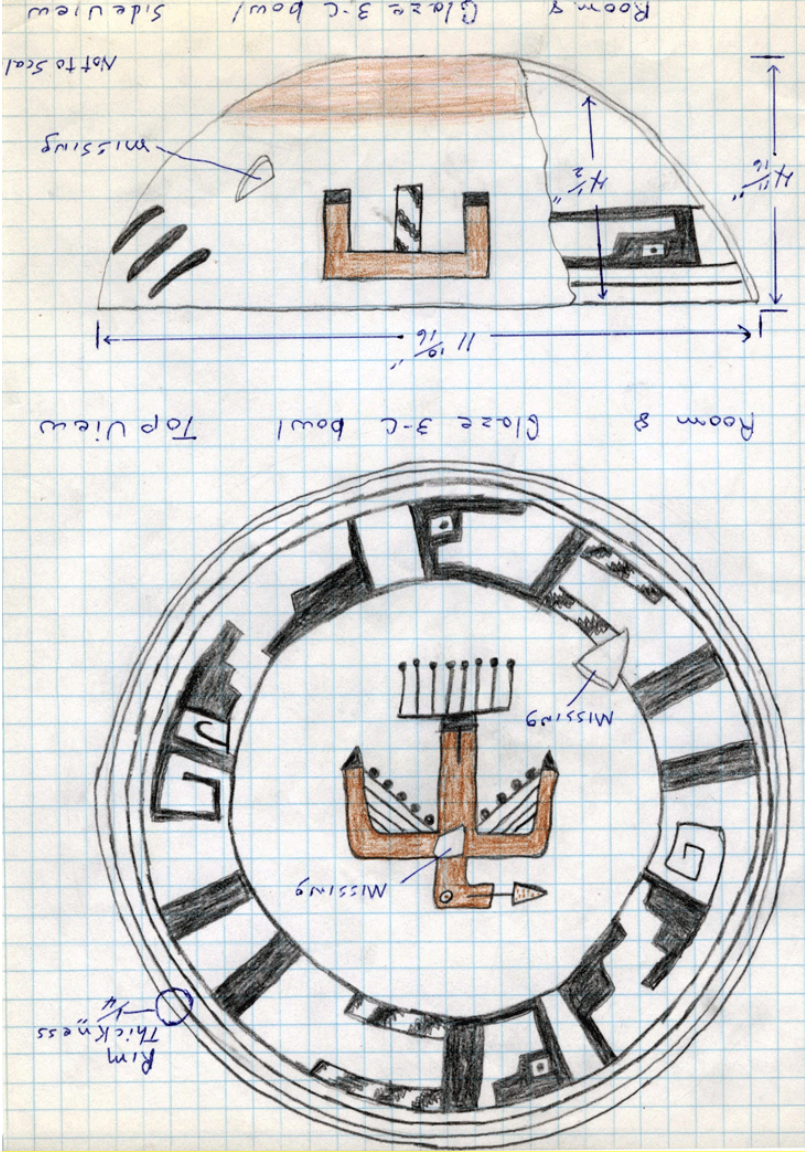 Rim
Thickness
1/4"
Missing
Missing
Room 8 Glaze 3-C bowl Top View
11 10/16"
4 11/16"
4 1/2"
missing
Not to Scal
Room 8 Glaze 3-C bowl Side View